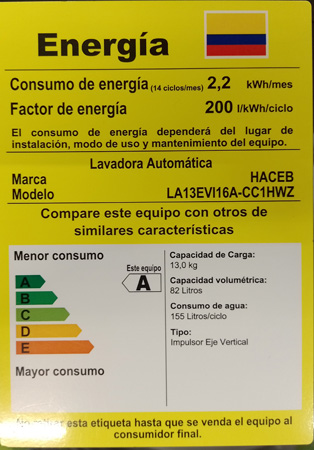 Energía
Consumo de energía (14 ciclos/mes) 2,2 kWh/mes
Factor de energía 200 l/kWh/ciclo
El consumo de energía dependerá del lugar de
instalación, modo de uso y mantenimiento del equipo.
Lavadora Automática
Marca HACEB
Modelo LA13EVI16A-CC1HWZ
Compare este equipo con otros de
similares características
Menor consumo
Este equipo
A
A
B
C
D
E
Mayor consumo
Capacidad de Carga:
13,0 kg
Capacidad volumétrica:
82 Litros
Consumo de agua:
155 Litros/ciclo
Tipo:
Impulsor Eje Vertical
esta etiqueta hasta que se venda el equipo al
consumidor final.